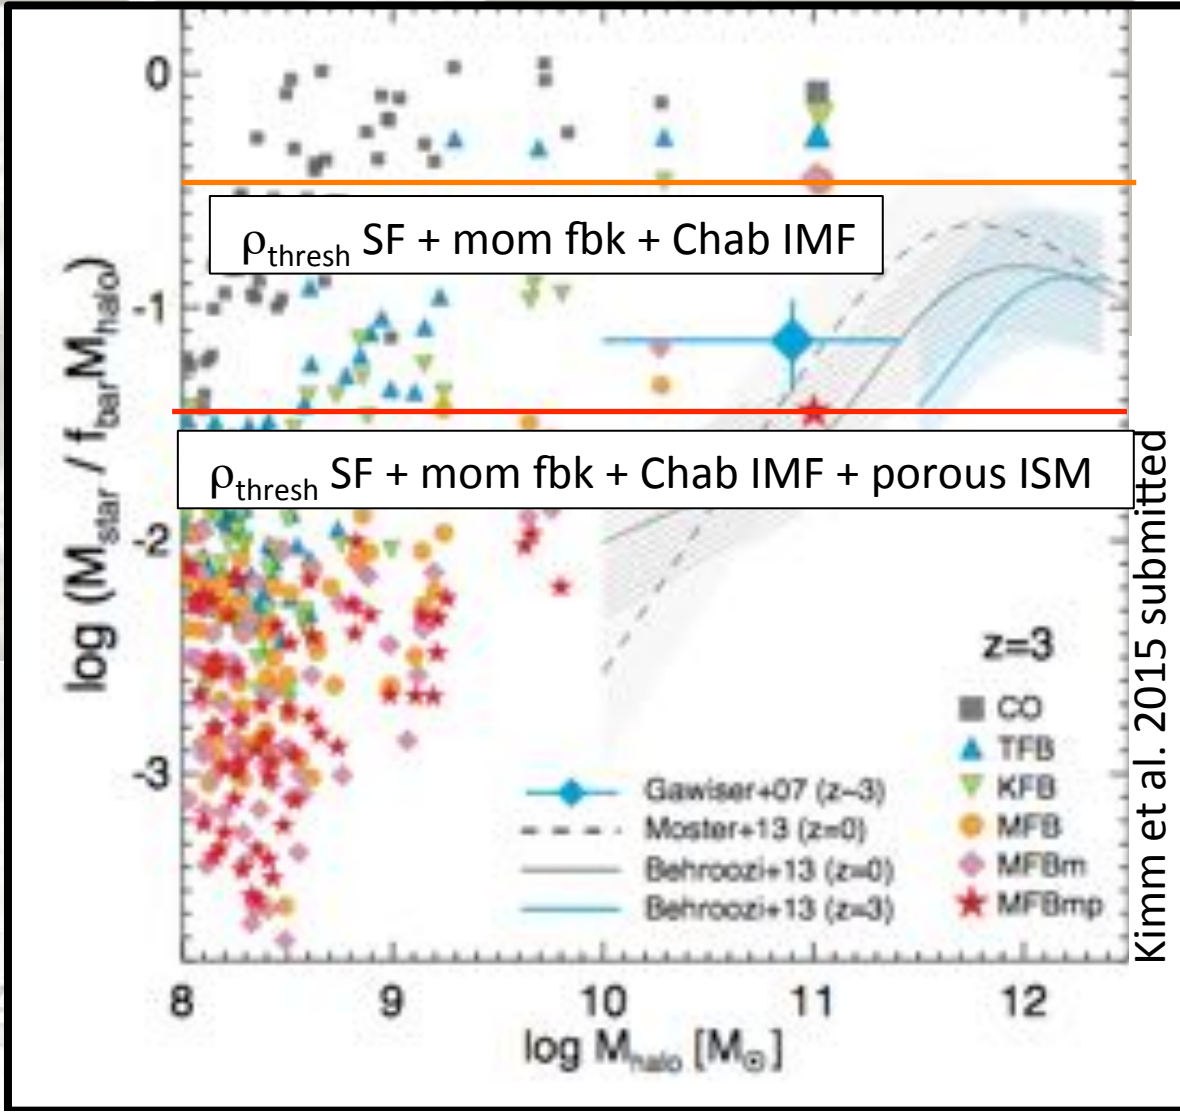 0
-1
-2
-3
log (M_star / f_bar M_halo)
ρ_thresh SF + mom fbk + Chab IMF
ρ_thresh SF + mom fbk + Chab IMF + porous ISM
z=3
CO
TFB
KFB
MFB
MFBm
MFBmp
Gawiser+07 (z~3)
Moster+13 (z=0)
Behroozi+13 (z=0)
Behroozi+13 (z=3)
8 9 10 11 12
log M_halo [M_⊙]
Kimm et al. 2015 submitted